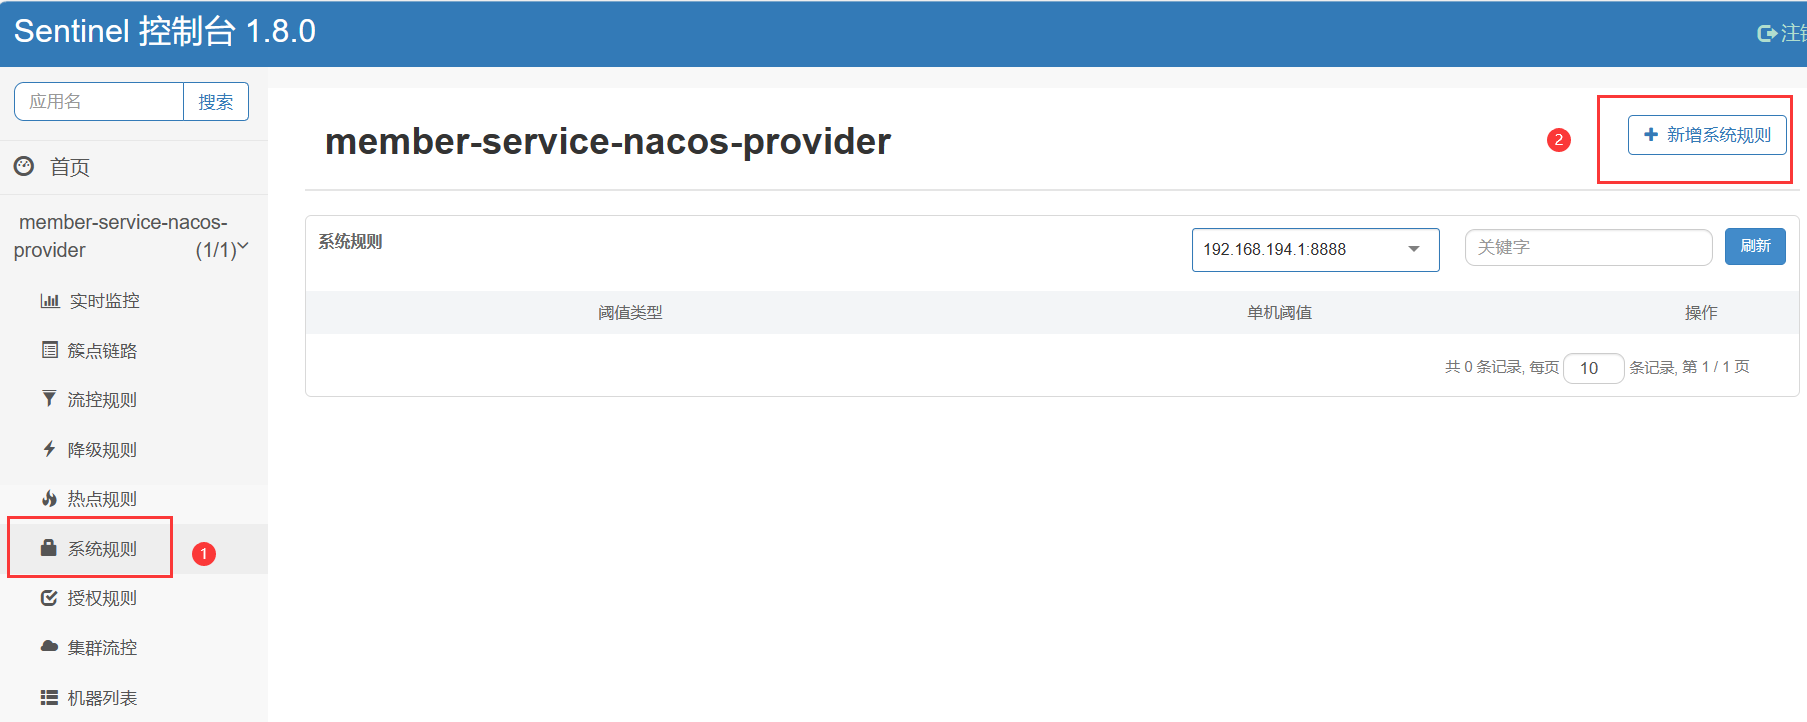 Sentinel 控制台 1.8.0
注销
应用名
搜索
首页
member-service-nacos-
provider (1/1)
实时监控
簇点链路
流控规则
降级规则
热点规则
系统规则
1
授权规则
集群流控
机器列表
member-service-nacos-provider
2
新增系统规则
系统规则
192.168.194.1:8888
关键字
刷新
阈值类型 单机阈值 操作
共 0 条记录, 每页 10 条记录, 第 1 / 1 页